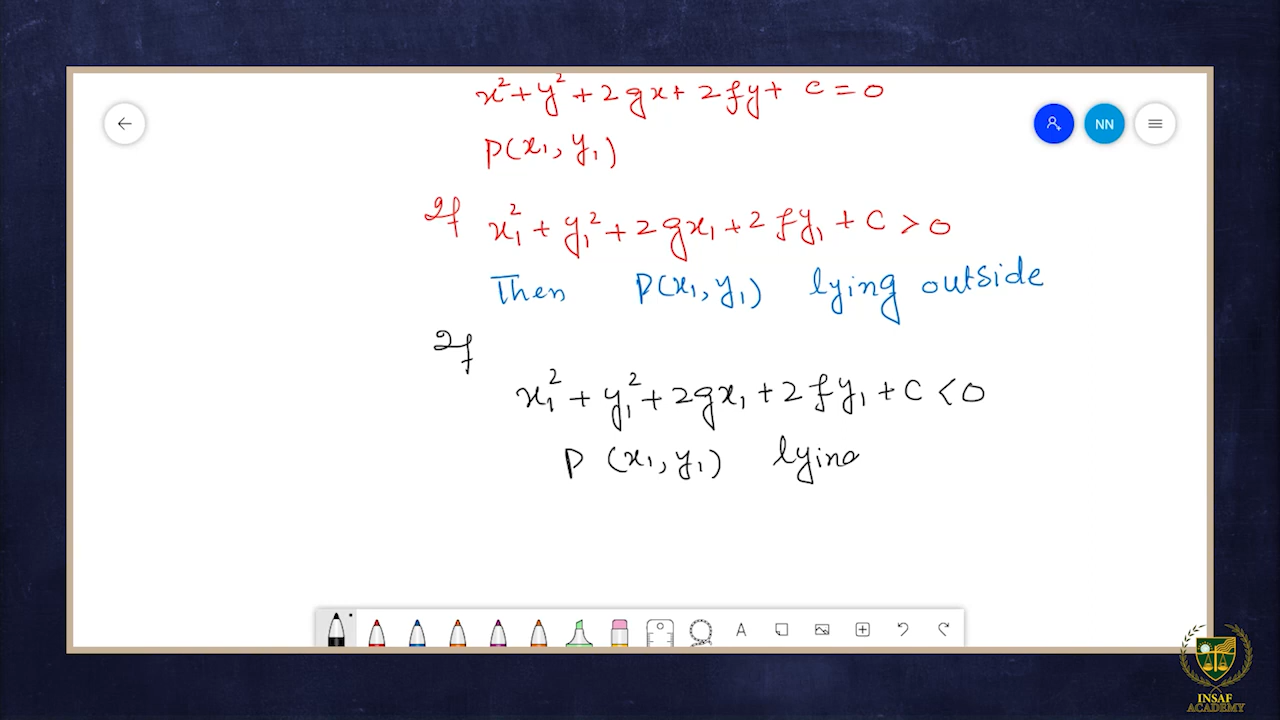 x² + y² + 2gx + 2fy + c = 0
NN
P(x₁, y₁)
If x₁² + y₁² + 2gx₁ + 2fy₁ + c > 0
Then P(x₁, y₁) lying outside
If
x₁² + y₁² + 2gx₁ + 2fy₁ + c < 0
P (x₁, y₁) lying
A
INSAF
ACADEMY